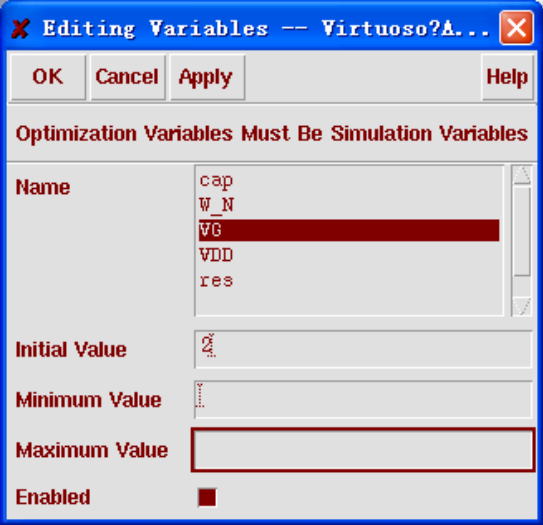 Editing Variables -- Virtuoso?A...
OK Cancel Apply Help
Optimization Variables Must Be Simulation Variables
Name
cap
W_N
VG
VDD
res
Initial Value 2
Minimum Value
Maximum Value
Enabled